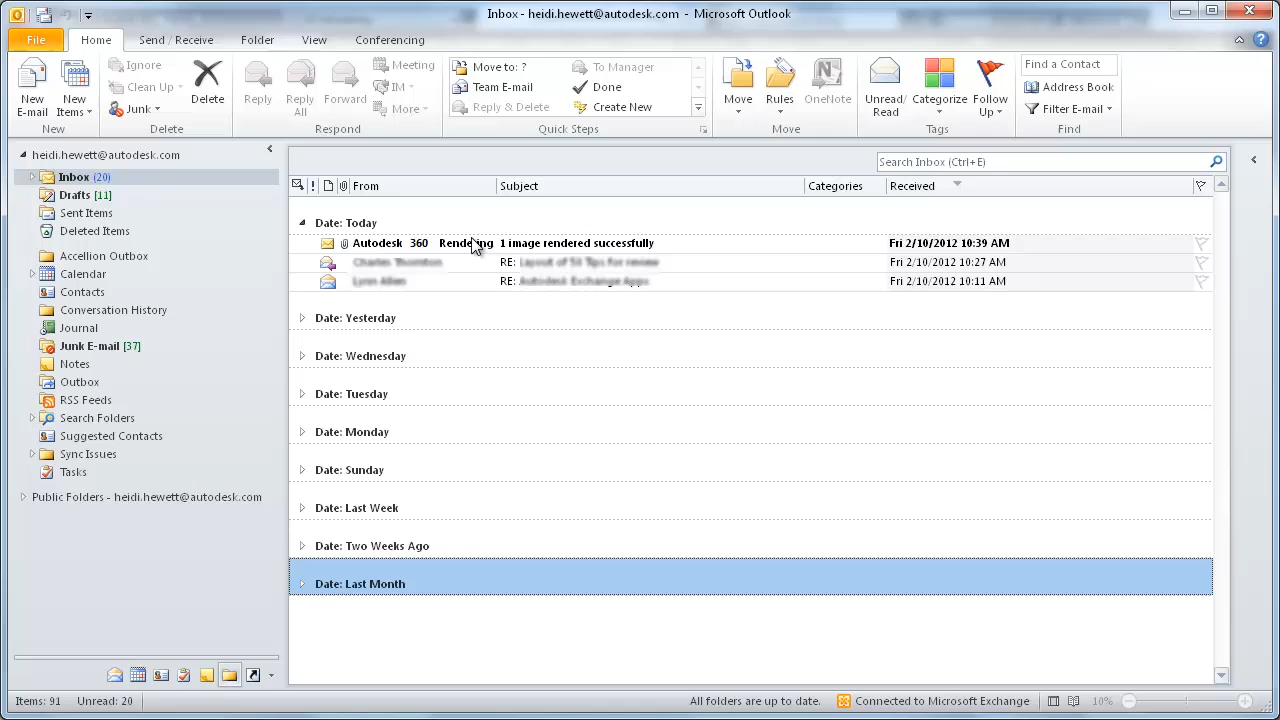 Inbox - heidi.hewett@autodesk.com - Microsoft Outlook
File Home Send / Receive Folder View Conferencing
New E-mail
New Items
New
Ignore
Clean Up
Junk
Delete
Delete
Reply
Reply All
Forward
Meeting
IM
More
Respond
Move to: ?
Team E-mail
Reply & Delete
To Manager
Done
Create New
Quick Steps
Move
Rules
OneNote
Move
Unread/ Read
Categorize
Follow Up
Tags
Find a Contact
Address Book
Filter E-mail
Find
heidi.hewett@autodesk.com
Inbox (20)
Drafts [11]
Sent Items
Deleted Items
Accellion Outbox
Calendar
Contacts
Conversation History
Journal
Junk E-mail [37]
Notes
Outbox
RSS Feeds
Search Folders
Suggested Contacts
Sync Issues
Tasks
Public Folders - heidi.hewett@autodesk.com
Search Inbox (Ctrl+E)
! From Subject Categories Received
Date: Today
Autodesk 360 Rendering 1 image rendered successfully Fri 2/10/2012 10:39 AM
RE: Fri 2/10/2012 10:27 AM
RE: Fri 2/10/2012 10:11 AM
Date: Yesterday
Date: Wednesday
Date: Tuesday
Date: Monday
Date: Sunday
Date: Last Week
Date: Two Weeks Ago
Date: Last Month
Items: 91 Unread: 20 All folders are up to date. Connected to Microsoft Exchange 10%